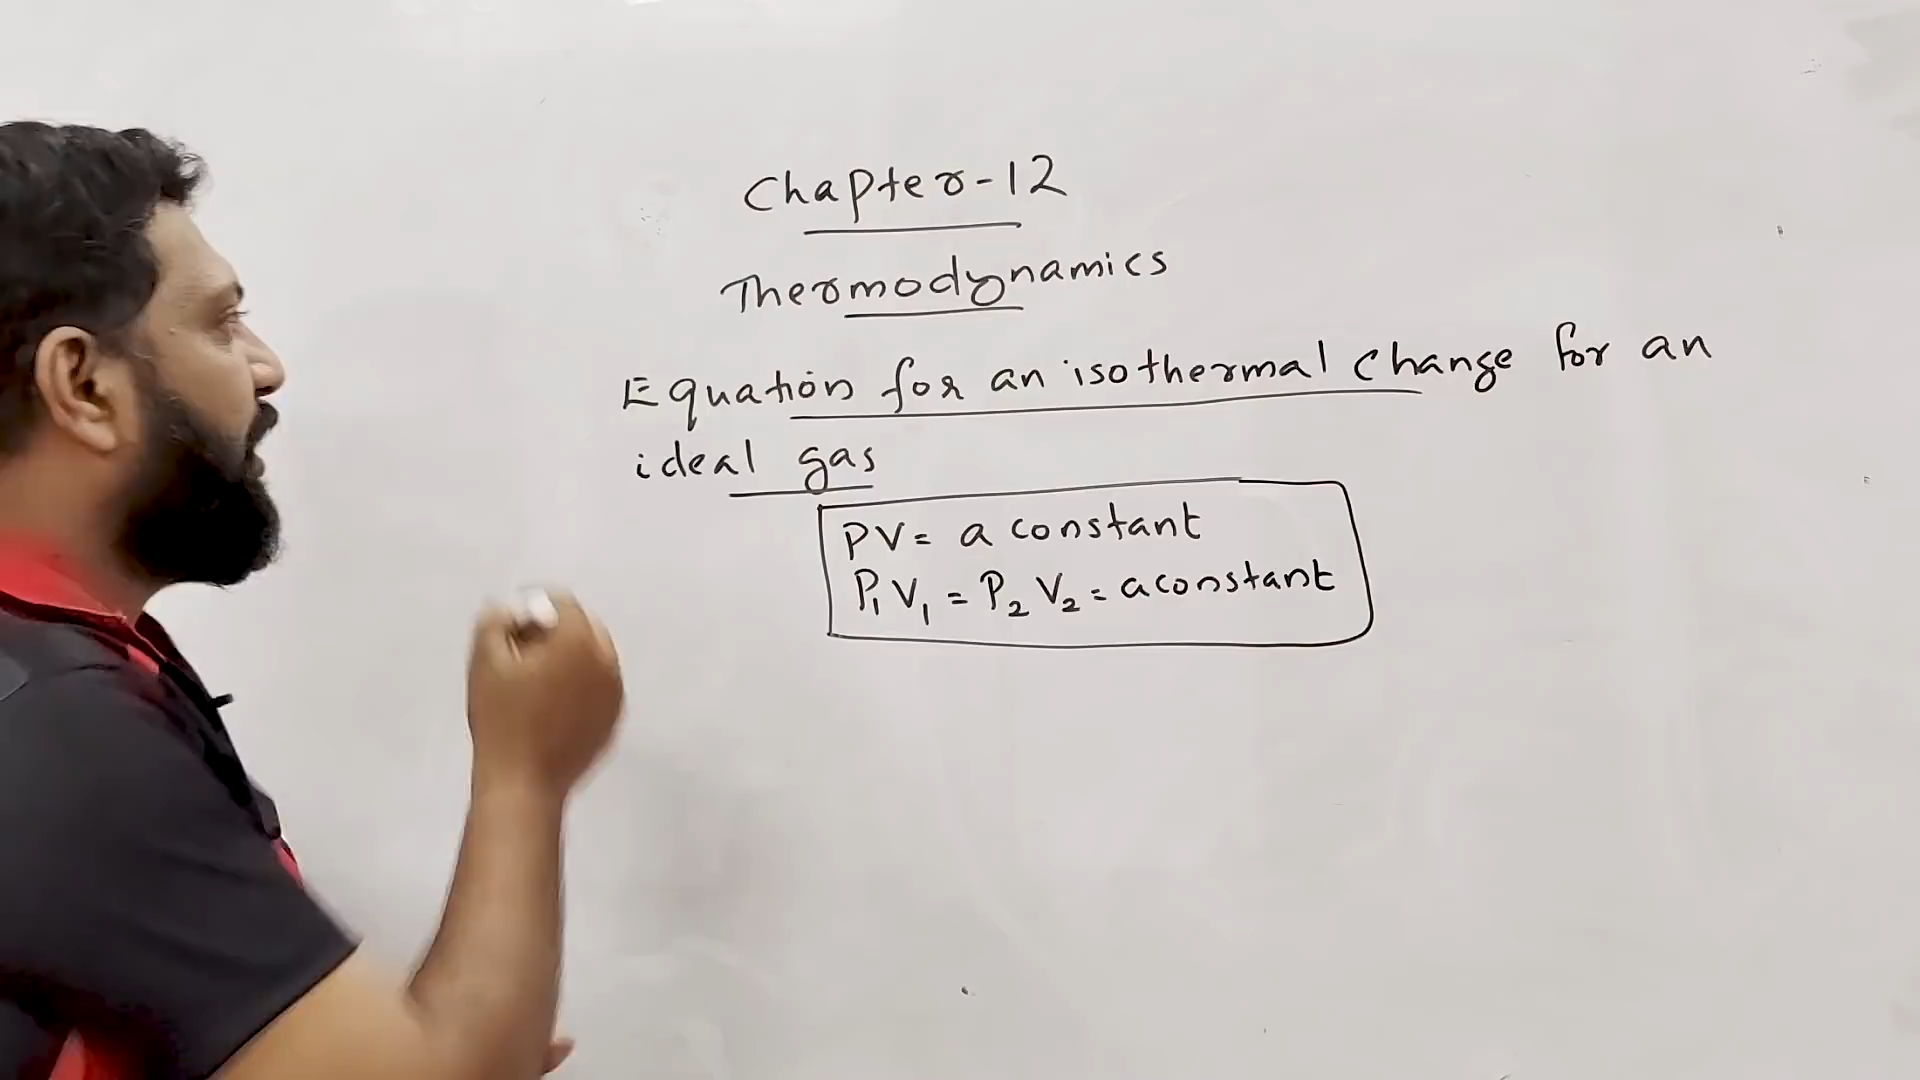 Chapter-12
Thermodynamics
Equation for an isothermal change for an
ideal gas
PV = a constant
P₁V₁ = P₂V₂ = a constant